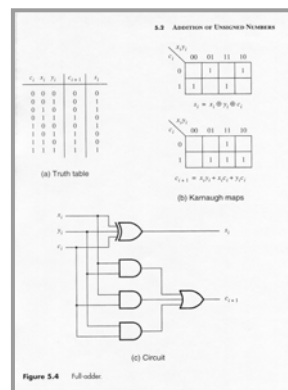 5.2 ADDITION OF UNSIGNED NUMBERS
c_i x_i y_i c_{i+1} s_i
0 0 0 0 0
0 0 1 0 1
0 1 0 0 1
0 1 1 1 0
1 0 0 0 1
1 0 1 1 0
1 1 0 1 0
1 1 1 1 1
(a) Truth table
x_i y_i
c_i 00 01 11 10
0 1 1
1 1 1
s_i = x_i ⊕ y_i ⊕ c_i
x_i y_i
c_i 00 01 11 10
0 1
1 1 1 1
c_{i+1} = x_i y_i + x_i c_i + y_i c_i
(b) Karnaugh maps
x_i
y_i
c_i
s_i
c_{i+1}
(c) Circuit
Figure 5.4 Full-adder.